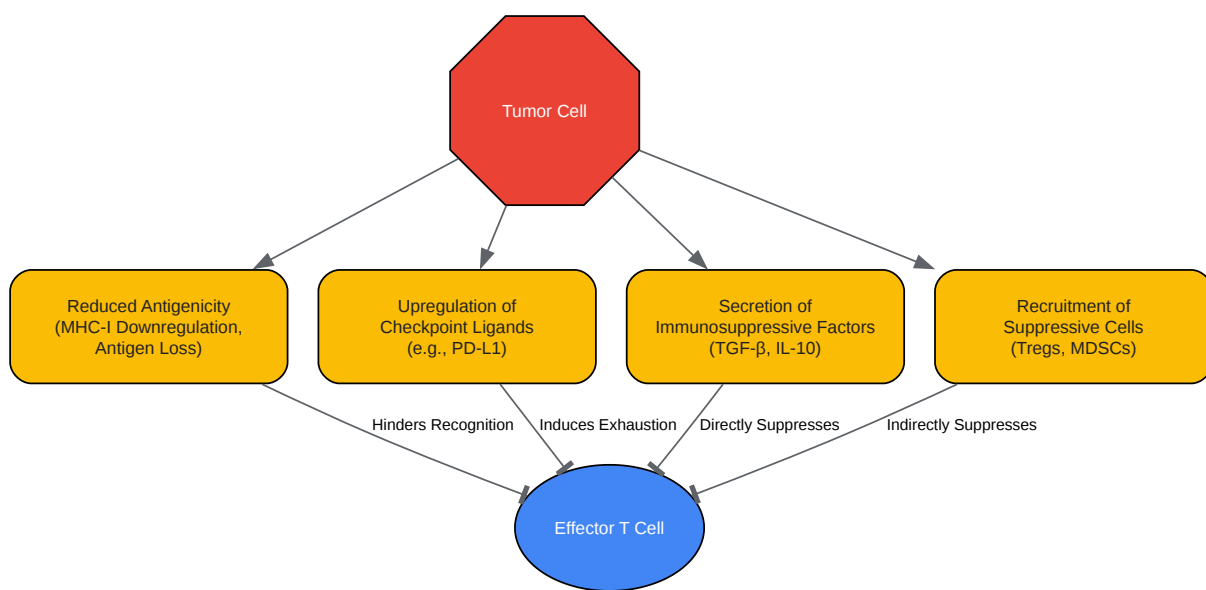 Tumor Cell
Reduced Antigenicity
(MHC-I Downregulation,
Antigen Loss)
Upregulation of
Checkpoint Ligands
(e.g., PD-L1)
Secretion of
Immunosuppressive Factors
(TGF-β, IL-10)
Recruitment of
Suppressive Cells
(Tregs, MDSCs)
Hinders Recognition
Induces Exhaustion
Directly Suppresses
Indirectly Suppresses
Effector T Cell